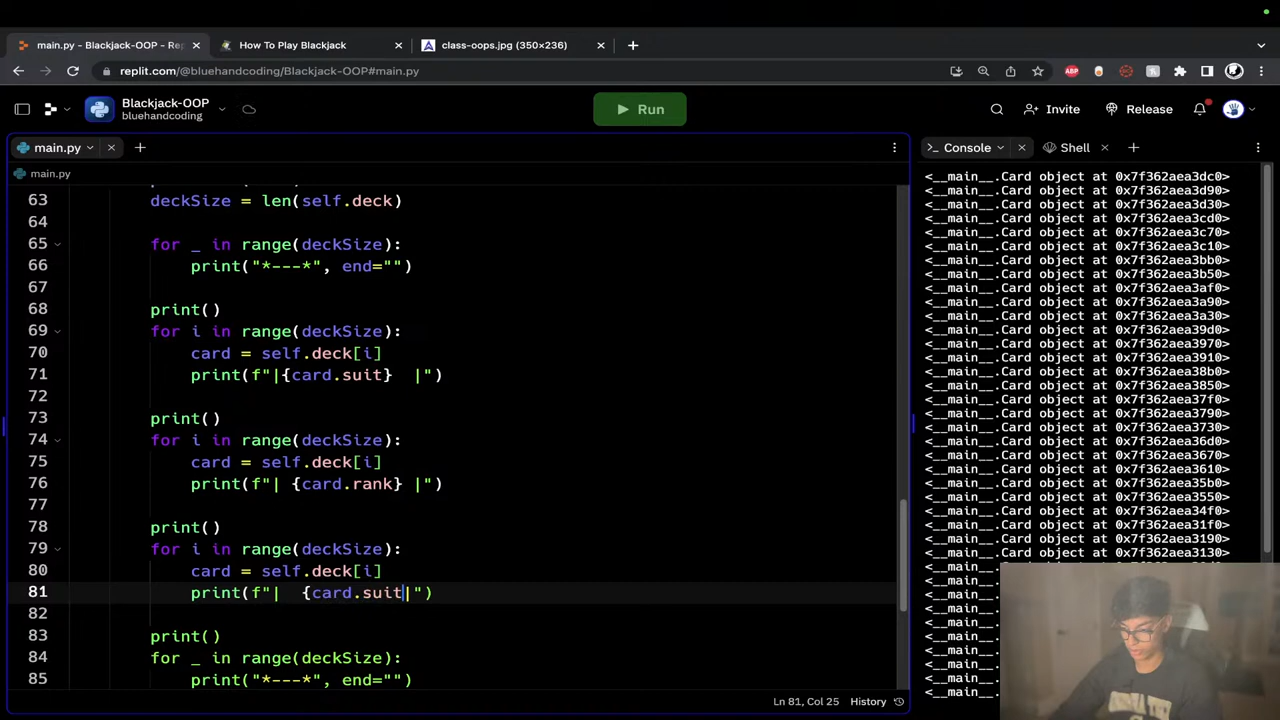 main.py - Blackjack-OOP - Rep
How To Play Blackjack
class-oops.jpg (350×236)
replit.com/@bluehandcoding/Blackjack-OOP#main.py
ABP
Blackjack-OOP
bluehandcoding
Run
Invite
Release
main.py
Console
Shell
main.py
63 deckSize = len(self.deck)
64
65 for _ in range(deckSize):
66 print("*---*", end="")
67
68 print()
69 for i in range(deckSize):
70 card = self.deck[i]
71 print(f"|{card.suit}  |")
72
73 print()
74 for i in range(deckSize):
75 card = self.deck[i]
76 print(f"| {card.rank} |")
77
78 print()
79 for i in range(deckSize):
80 card = self.deck[i]
81 print(f"|  {card.suit|")
82
83 print()
84 for _ in range(deckSize):
85 print("*---*", end="")
Ln 81, Col 25
History
<__main__.Card object at 0x7f362aea3dc0>
<__main__.Card object at 0x7f362aea3d90>
<__main__.Card object at 0x7f362aea3d30>
<__main__.Card object at 0x7f362aea3cd0>
<__main__.Card object at 0x7f362aea3c70>
<__main__.Card object at 0x7f362aea3c10>
<__main__.Card object at 0x7f362aea3bb0>
<__main__.Card object at 0x7f362aea3b50>
<__main__.Card object at 0x7f362aea3af0>
<__main__.Card object at 0x7f362aea3a90>
<__main__.Card object at 0x7f362aea3a30>
<__main__.Card object at 0x7f362aea39d0>
<__main__.Card object at 0x7f362aea3970>
<__main__.Card object at 0x7f362aea3910>
<__main__.Card object at 0x7f362aea38b0>
<__main__.Card object at 0x7f362aea3850>
<__main__.Card object at 0x7f362aea37f0>
<__main__.Card object at 0x7f362aea3790>
<__main__.Card object at 0x7f362aea3730>
<__main__.Card object at 0x7f362aea36d0>
<__main__.Card object at 0x7f362aea3670>
<__main__.Card object at 0x7f362aea3610>
<__main__.Card object at 0x7f362aea35b0>
<__main__.Card object at 0x7f362aea3550>
<__main__.Card object at 0x7f362aea34f0>
<__main__.Card object at 0x7f362aea31f0>
<__main__.Card object at 0x7f362aea3190>
<__main__.Card object at 0x7f362aea3130>
<__main_
<__main_
<__main_
<__main_
<__main_
<__main_
<__main_
<__main_
<__main_
<__main_